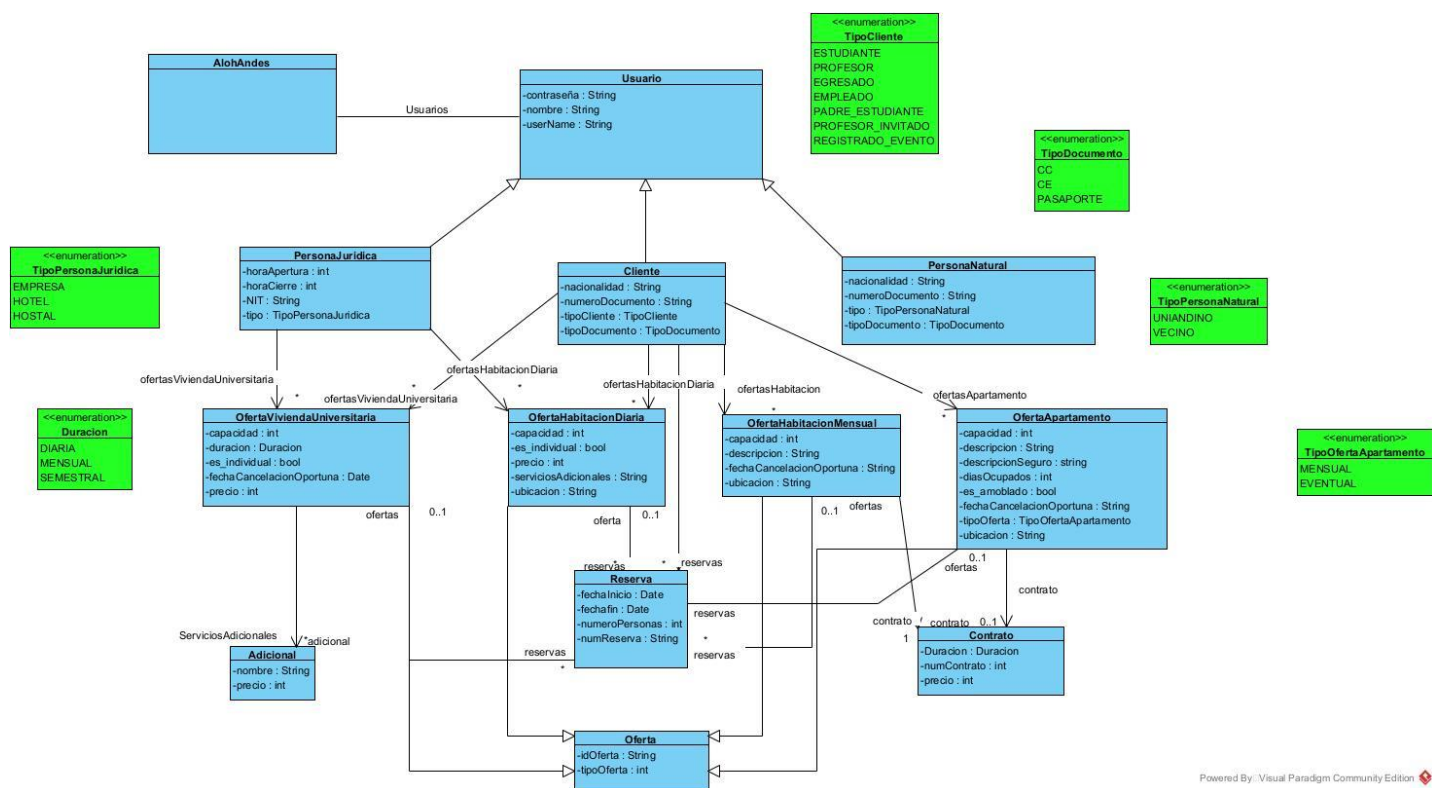 <<enumeration>>
TipoCliente
ESTUDIANTE
PROFESOR
EGRESADO
EMPLEADO
PADRE_ESTUDIANTE
PROFESOR_INVITADO
REGISTRADO_EVENTO
AlohAndes
Usuarios
Usuario
-contraseña : String
-nombre : String
-userName : String
<<enumeration>>
TipoDocumento
CC
CE
PASAPORTE
<<enumeration>>
TipoPersonaJuridica
EMPRESA
HOTEL
HOSTAL
PersonaJuridica
-horaApertura : int
-horaCierre : int
-NIT : String
-tipo : TipoPersonaJuridica
Cliente
-nacionalidad : String
-numeroDocumento : String
-tipoCliente : TipoCliente
-tipoDocumento : TipoDocumento
PersonaNatural
-nacionalidad : String
-numeroDocumento : String
-tipo : TipoPersonaNatural
-tipoDocumento : TipoDocumento
<<enumeration>>
TipoPersonaNatural
UNIANDINO
VECINO
ofertasViviendaUniversitaria
*
ofertasViviendaUniversitaria
*
ofertasHabitacionDiaria
*
ofertasHabitacionDiaria
*
*
ofertasHabitacion
*
ofertasApartamento
*
<<enumeration>>
Duracion
DIARIA
MENSUAL
SEMESTRAL
OfertaViviendaUniversitaria
-capacidad : int
-duracion : Duracion
-es_individual : bool
-fechaCancelacionOportuna : Date
-precio : int
OfertaHabitacionDiaria
-capacidad : int
-es_individual : bool
-precio : int
-serviciosAdicionales : String
-ubicacion : String
OfertaHabitacionMensual
-capacidad : int
-descripcion : String
-fechaCancelacionOportuna : String
-ubicacion : String
OfertaApartamento
-capacidad : int
-descripcion : String
-descripcionSeguro : string
-diasOcupados : int
-es_amoblado : bool
-fechaCancelacionOportuna : String
-tipoOferta : TipoOfertaApartamento
-ubicacion : String
<<enumeration>>
TipoOfertaApartamento
MENSUAL
EVENTUAL
ofertas
0..1
oferta
0..1
0..1
ofertas
0..1
ofertas
reservas
*
*
reservas
Reserva
-fechaInicio : Date
-fechafin : Date
-numeroPersonas : int
-numReserva : String
reservas
*
reservas
reservas
*
contrato
contrato
1
contrato
0..1
Contrato
-Duracion : Duracion
-numContrato : int
-precio : int
ServiciosAdicionales
*
adicional
Adicional
-nombre : String
-precio : int
Oferta
-idOferta : String
-tipoOferta : int
Powered By Visual Paradigm Community Edition